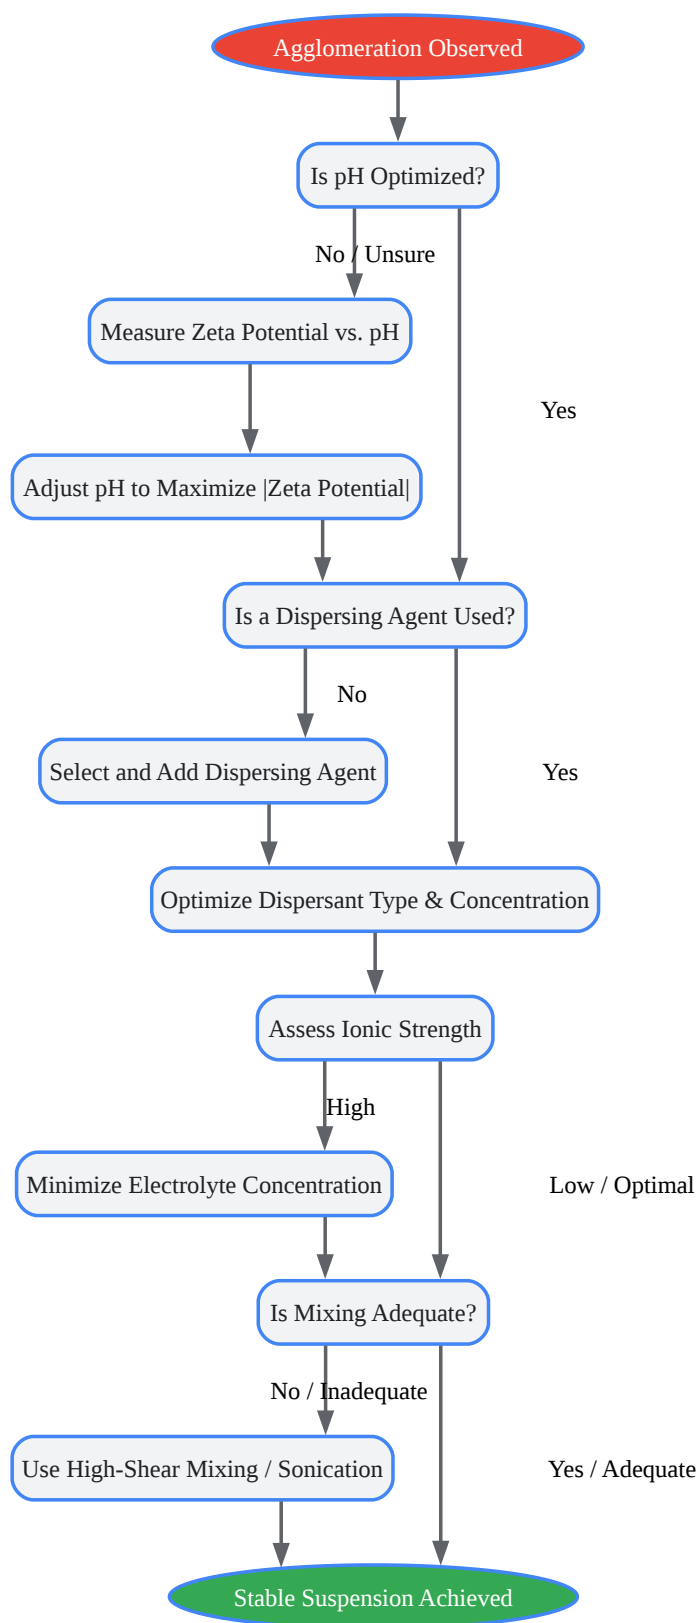 Agglomeration Observed
Is pH Optimized?
No / Unsure
Measure Zeta Potential vs. pH
Yes
Adjust pH to Maximize |Zeta Potential|
Is a Dispersing Agent Used?
No
Select and Add Dispersing Agent
Yes
Optimize Dispersant Type & Concentration
Assess Ionic Strength
High
Minimize Electrolyte Concentration
Low / Optimal
Is Mixing Adequate?
No / Inadequate
Use High-Shear Mixing / Sonication
Yes / Adequate
Stable Suspension Achieved